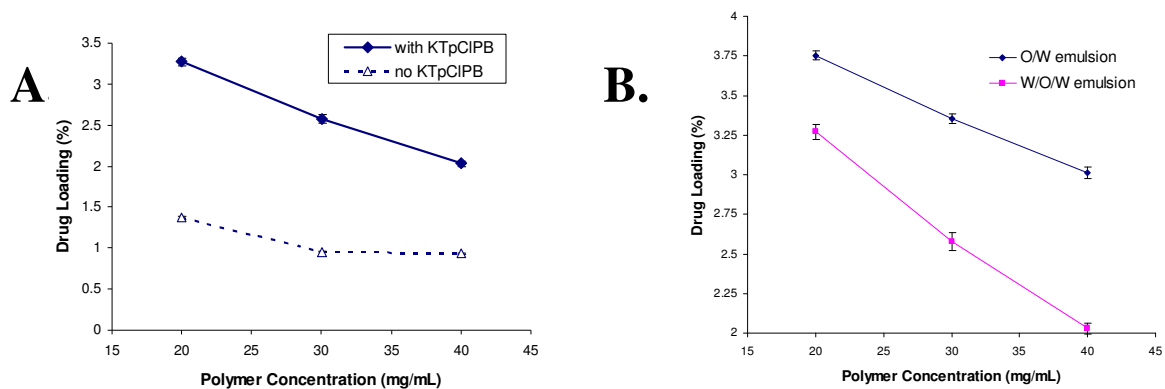 A.
3.5
3
2.5
2
1.5
1
0.5
0
Drug Loading (%)
15 20 25 30 35 40 45
Polymer Concentration (mg/mL)
with KTpClPB
no KTpClPB
B.
4
3.75
3.5
3.25
3
2.75
2.5
2.25
2
Drug Loading (%)
15 20 25 30 35 40 45
Polymer Concentration (mg/mL)
O/W emulsion
W/O/W emulsion